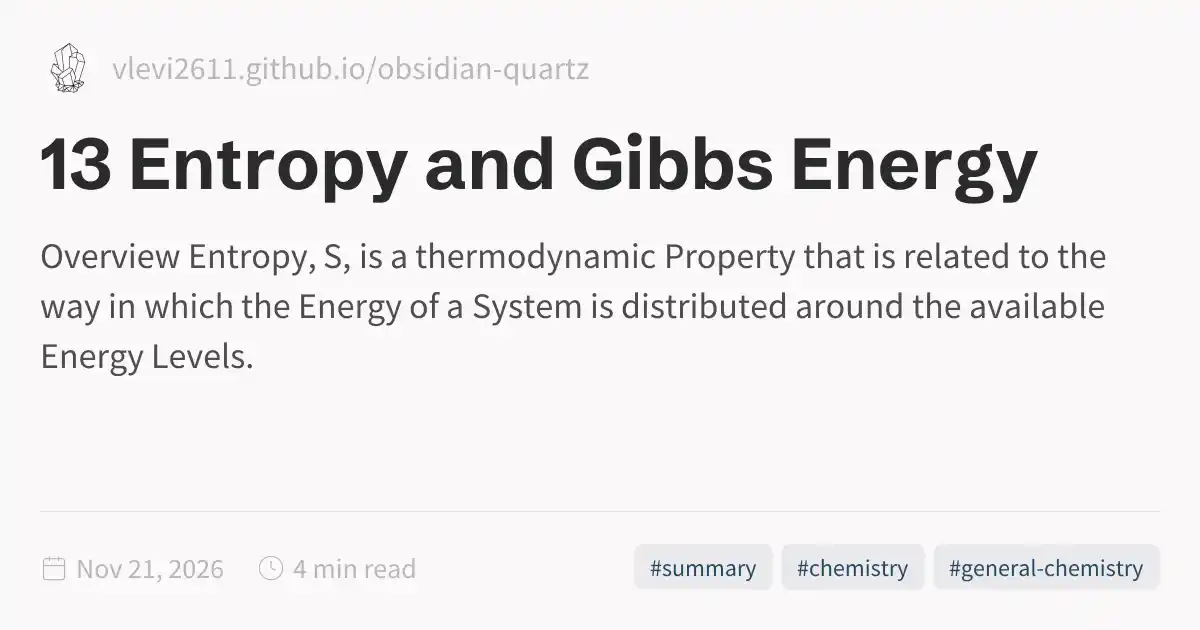 vlevi2611.github.io/obsidian-quartz
13 Entropy and Gibbs Energy
Overview Entropy, S, is a thermodynamic Property that is related to the
way in which the Energy of a System is distributed around the available
Energy Levels.
Nov 21, 2026 4 min read #summary #chemistry #general-chemistry